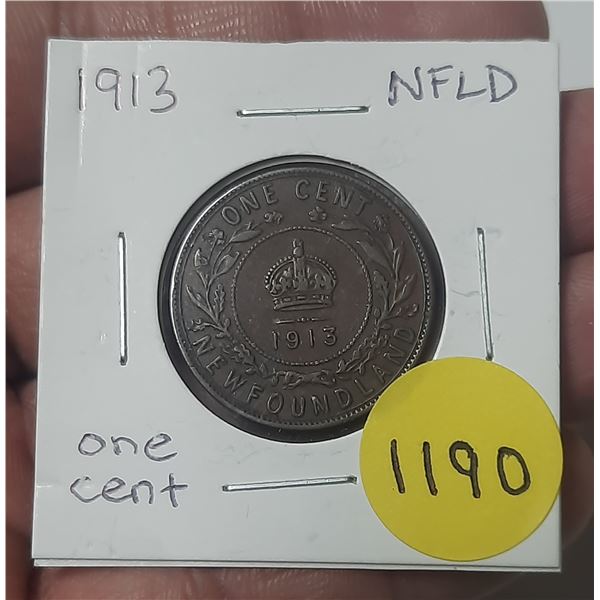 1913 NFLD
ONE CENT
1913
NEWFOUNDLAND
one
cent
1190